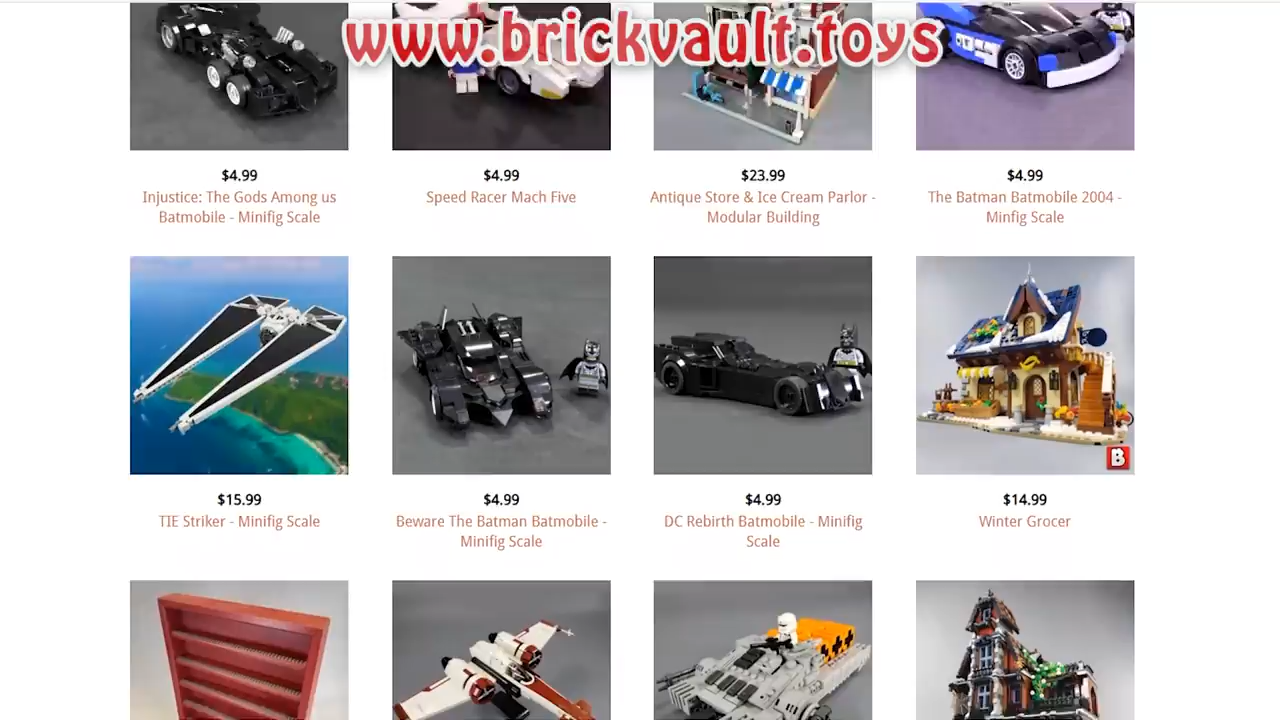 www.brickvault.toys
$4.99
Injustice: The Gods Among us
Batmobile - Minifig Scale
$4.99
Speed Racer Mach Five
$23.99
Antique Store & Ice Cream Parlor -
Modular Building
$4.99
The Batman Batmobile 2004 -
Minfig Scale
$15.99
TIE Striker - Minifig Scale
$4.99
Beware The Batman Batmobile -
Minifig Scale
$4.99
DC Rebirth Batmobile - Minifig
Scale
B
$14.99
Winter Grocer